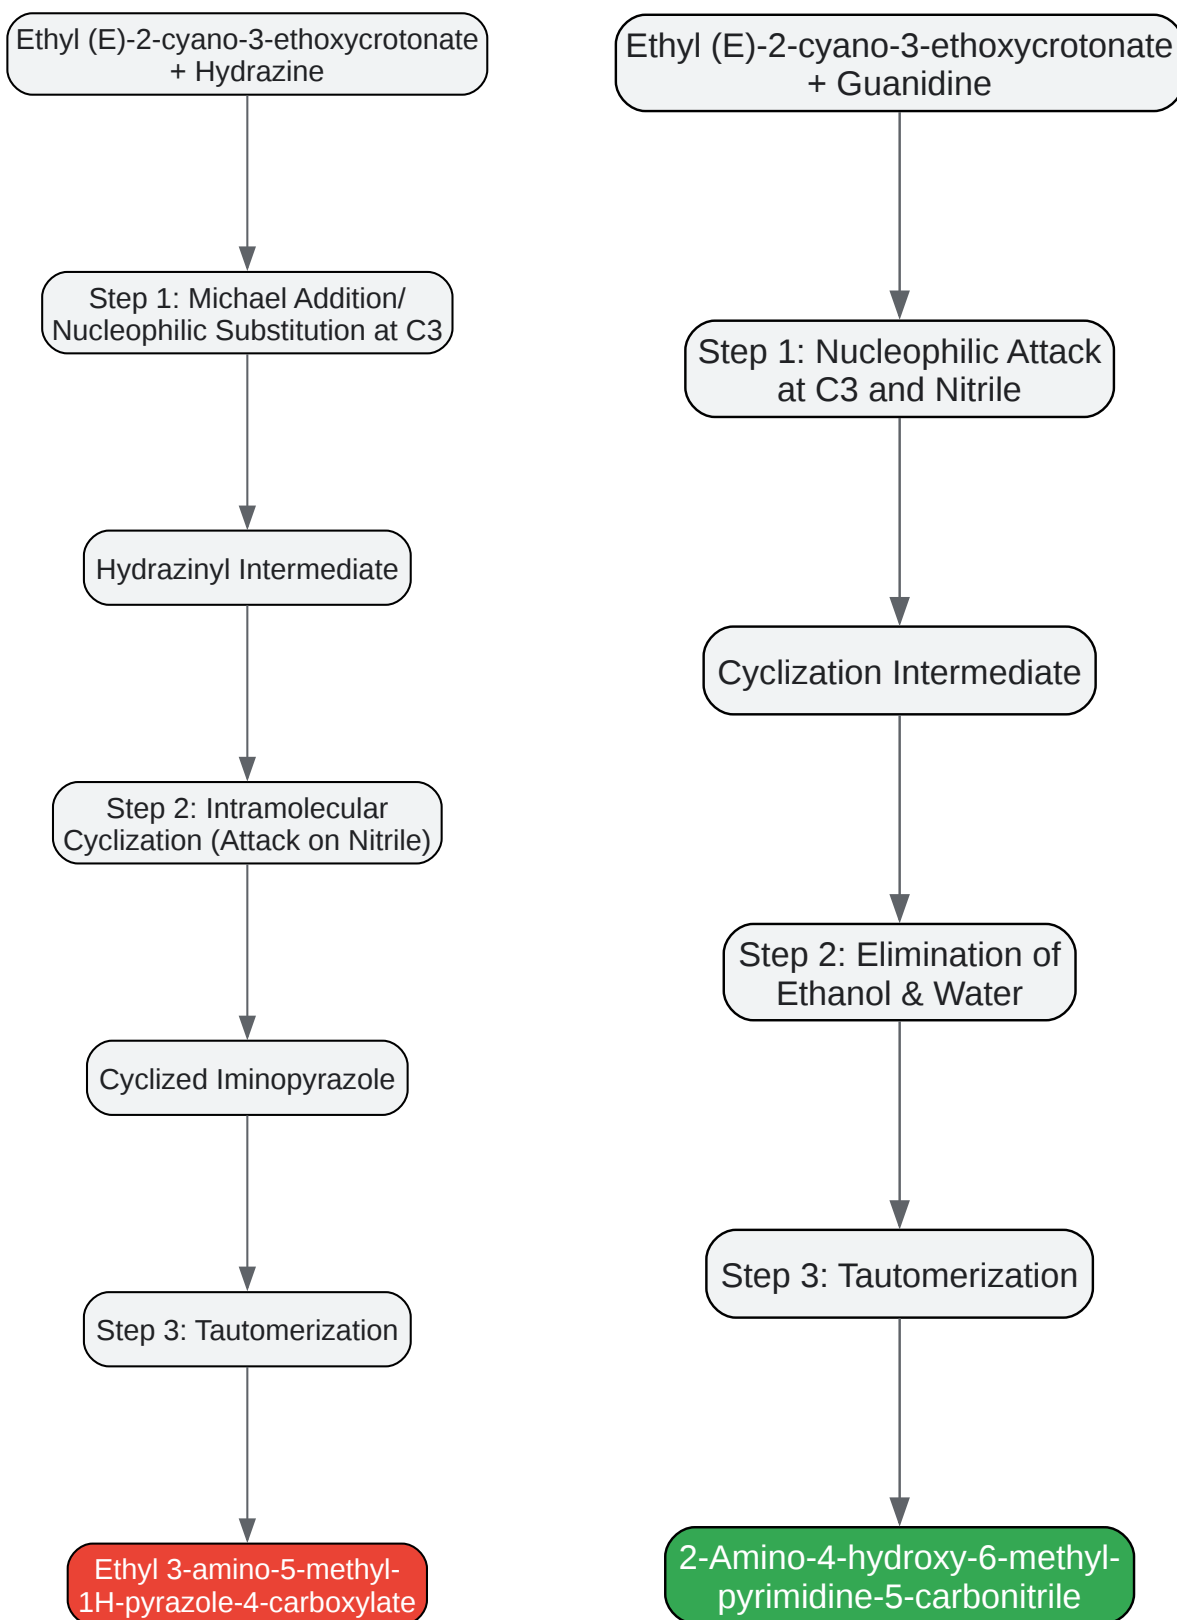 Ethyl (E)-2-cyano-3-ethoxycrotonate
+ Hydrazine
Step 1: Michael Addition/
Nucleophilic Substitution at C3
Hydrazinyl Intermediate
Step 2: Intramolecular
Cyclization (Attack on Nitrile)
Cyclized Iminopyrazole
Step 3: Tautomerization
Ethyl 3-amino-5-methyl-
1H-pyrazole-4-carboxylate
Ethyl (E)-2-cyano-3-ethoxycrotonate
+ Guanidine
Step 1: Nucleophilic Attack
at C3 and Nitrile
Cyclization Intermediate
Step 2: Elimination of
Ethanol & Water
Step 3: Tautomerization
2-Amino-4-hydroxy-6-methyl-
pyrimidine-5-carbonitrile